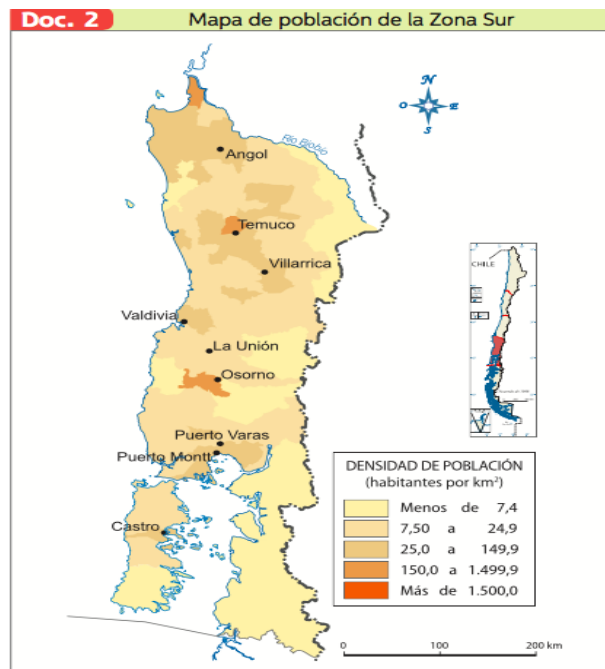 Doc. 2
Mapa de población de la Zona Sur
N
O
E
S
Río Biobío
Angol
Temuco
Villarrica
CHILE
Valdivia
La Unión
Osorno
Puerto Varas
Puerto Montt
Castro
DENSIDAD DE POBLACIÓN
(habitantes por km²)
Menos de 7,4
7,50 a 24,9
25,0 a 149,9
150,0 a 1.499,9
Más de 1.500,0
0
100
200 km